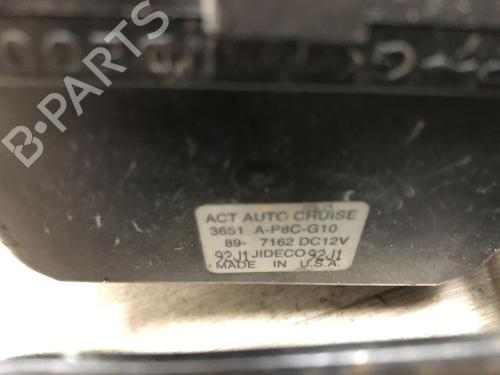 B-PARTS
ACT AUTO CRUISE
3651 A-P8C-G10
89- 7162 DC12V
92J1 JIDECO 92J1
MADE IN U.S.A.